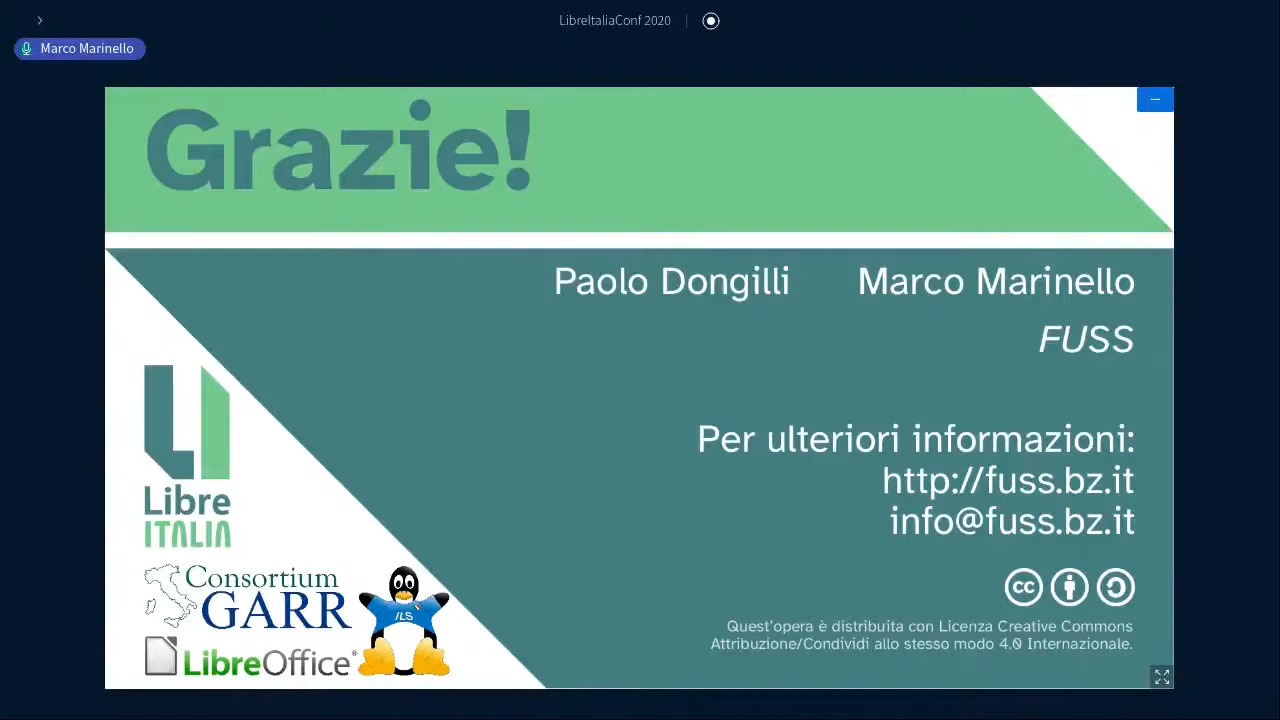 LibreItaliaConf 2020
Marco Marinello
Grazie!
Paolo Dongilli Marco Marinello
FUSS
Per ulteriori informazioni:
http://fuss.bz.it
info@fuss.bz.it
Libre
ITALIA
Consortium
GARR
ILS
LibreOffice®
cc
Quest'opera è distribuita con Licenza Creative Commons
Attribuzione/Condividi allo stesso modo 4.0 Internazionale.